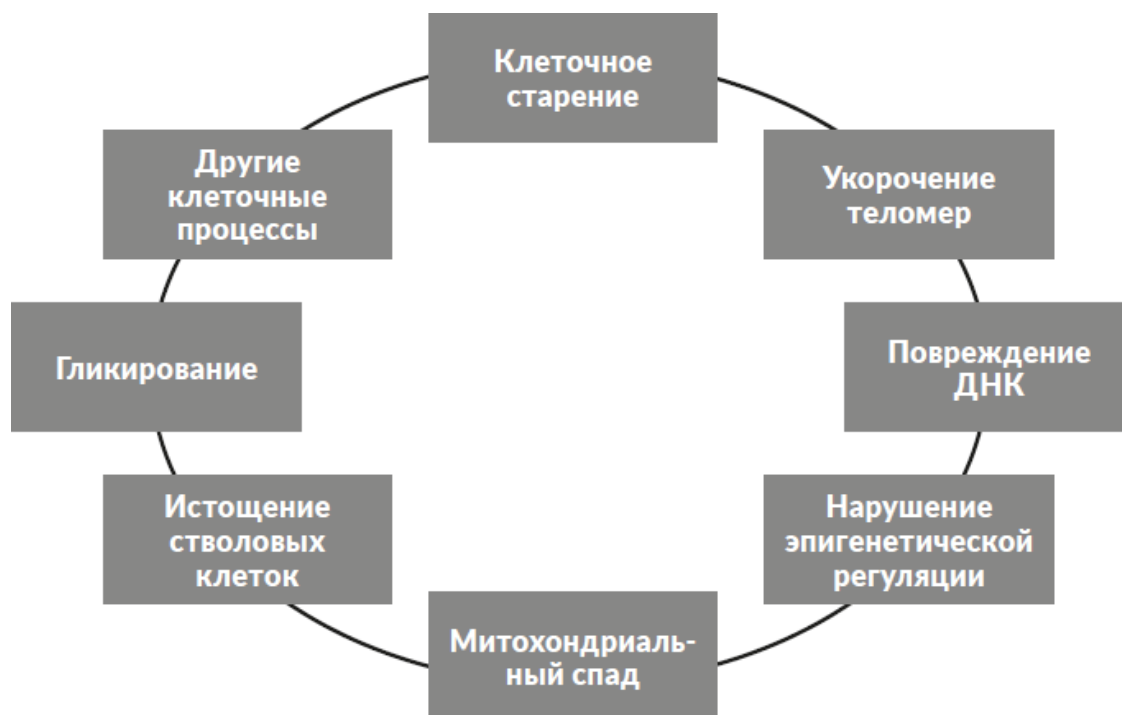 Клеточное
старение
Укорочение
теломер
Повреждение
ДНК
Нарушение
эпигенетической
регуляции
Митохондриаль-
ный спад
Истощение
стволовых
клеток
Гликирование
Другие
клеточные
процессы